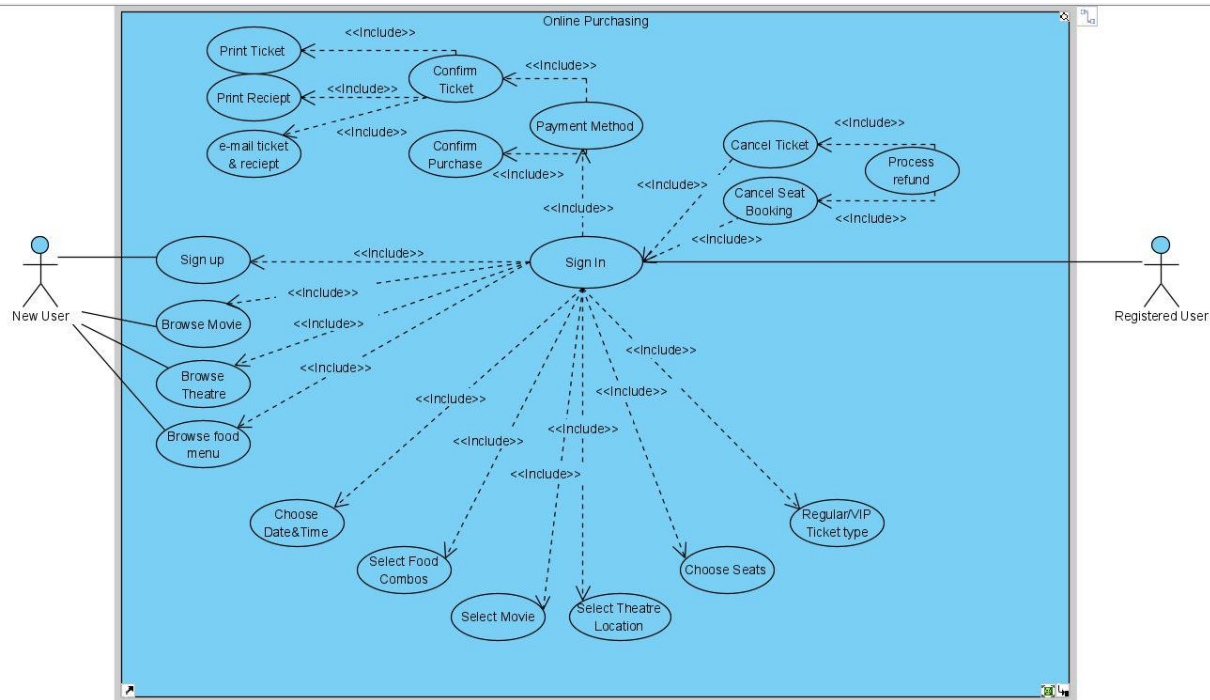 Online Purchasing
<<Include>>
Print Ticket
Confirm
Ticket
<<Include>>
Print Reciept
<<Include>>
Payment Method
<<Include>>
<<Include>>
e-mail ticket
& reciept
Confirm
Purchase
<<Include>>
Cancel Ticket
Process
refund
<<Include>>
Cancel Seat
Booking
<<Include>>
<<Include>>
<<Include>>
Sign up
<<Include>>
Sign In
New User
Registered User
<<Include>>
Browse Movie
<<Include>>
Browse
Theatre
<<Include>>
Browse food
menu
<<Include>>
<<Include>>
<<Include>>
<<Include>>
<<Include>>
<<Include>>
Choose
Date&Time
Regular/VIP
Ticket type
Select Food
Combos
Choose Seats
Select Movie
Select Theatre
Location